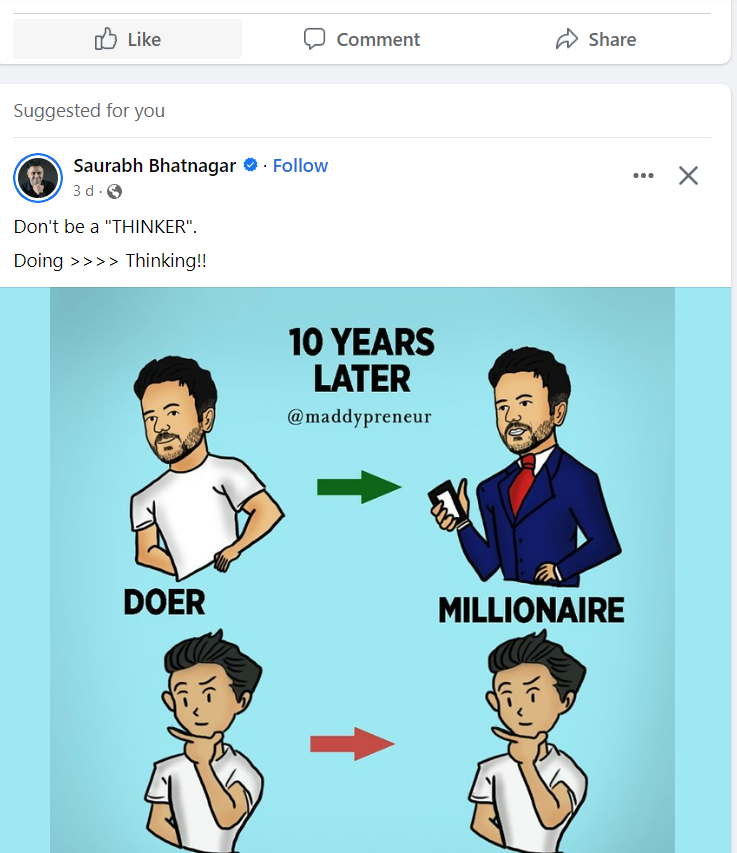 Like Comment Share
Suggested for you
Saurabh Bhatnagar · Follow
3 d ·
Don't be a "THINKER".
Doing >>>> Thinking!!
10 YEARS
LATER
@maddypreneur
DOER
MILLIONAIRE